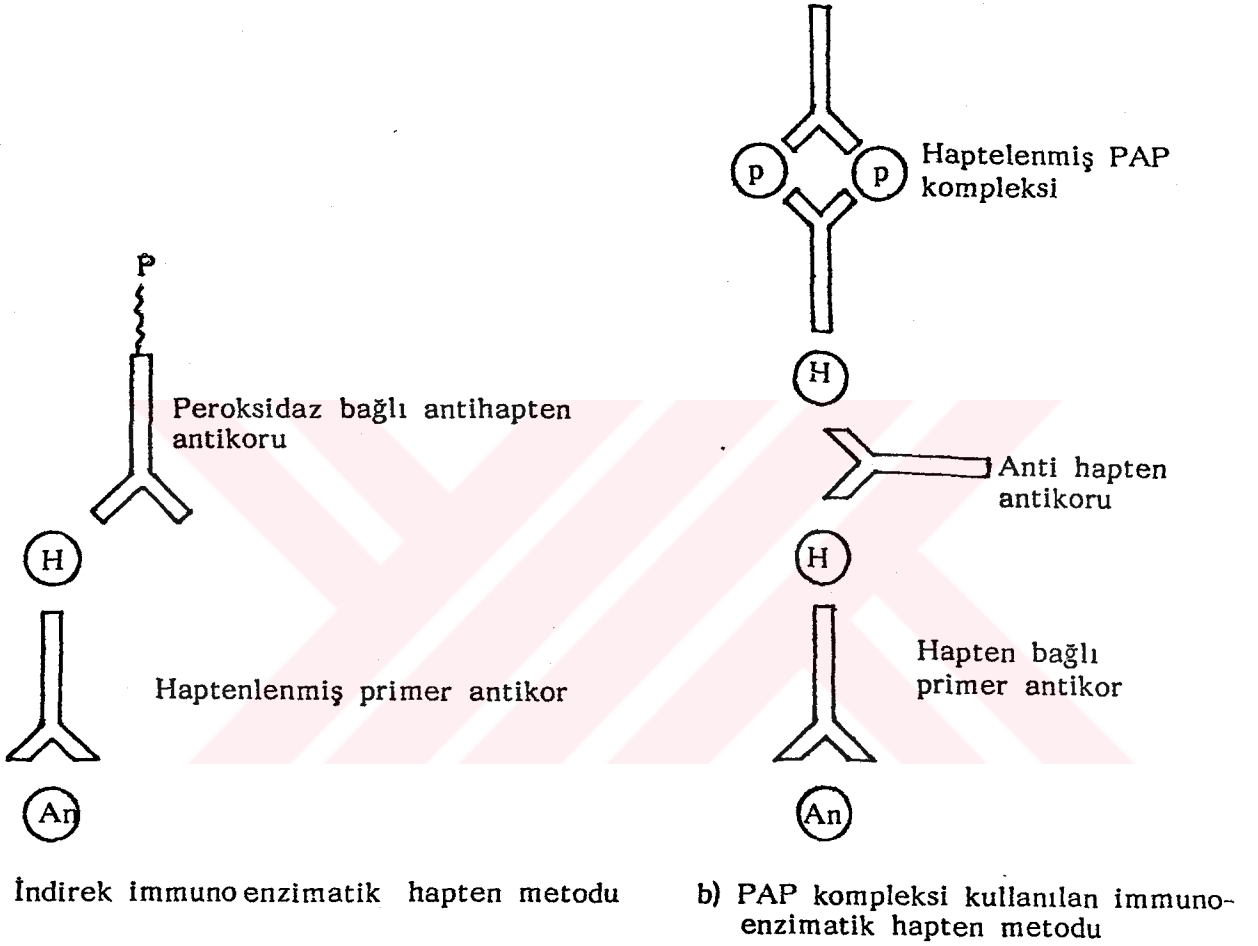 P
Peroksidaz bağlı antihapten
antikoru
H
Haptenlenmiş primer antikor
An
İndirek immuno enzimatik hapten metodu
p
p
Haptelenmiş PAP
kompleksi
H
Anti hapten
antikoru
H
Hapten bağlı
primer antikor
An
b) PAP kompleksi kullanılan immuno-
enzimatik hapten metodu